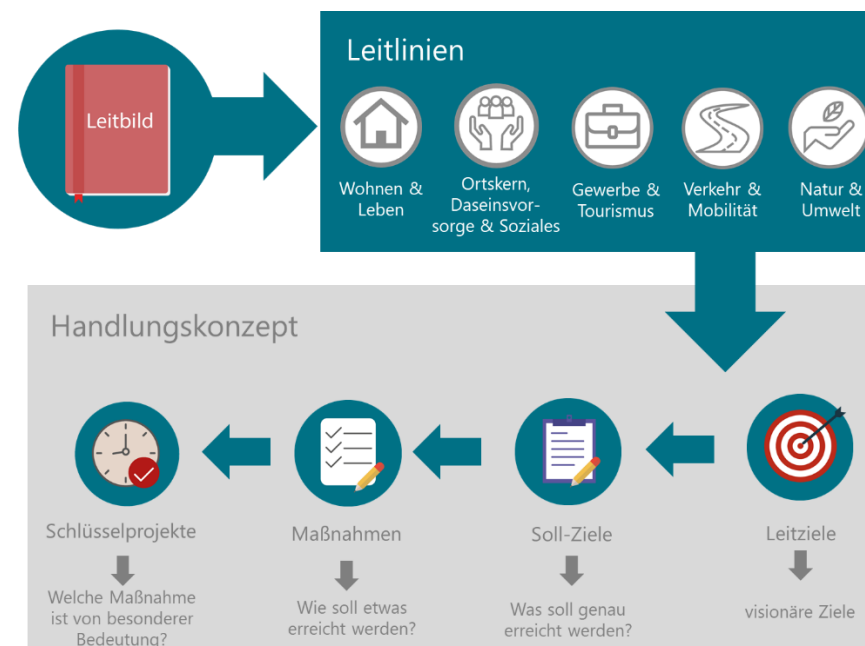 Leitbild
Leitlinien
Wohnen &
Leben
Ortskern,
Daseinsvor-
sorge & Soziales
Gewerbe &
Tourismus
Verkehr &
Mobilität
Natur &
Umwelt
Handlungskonzept
Schlüsselprojekte
Welche Maßnahme
ist von besonderer
Bedeutung?
Maßnahmen
Wie soll etwas
erreicht werden?
Soll-Ziele
Was soll genau
erreicht werden?
Leitziele
visionäre Ziele